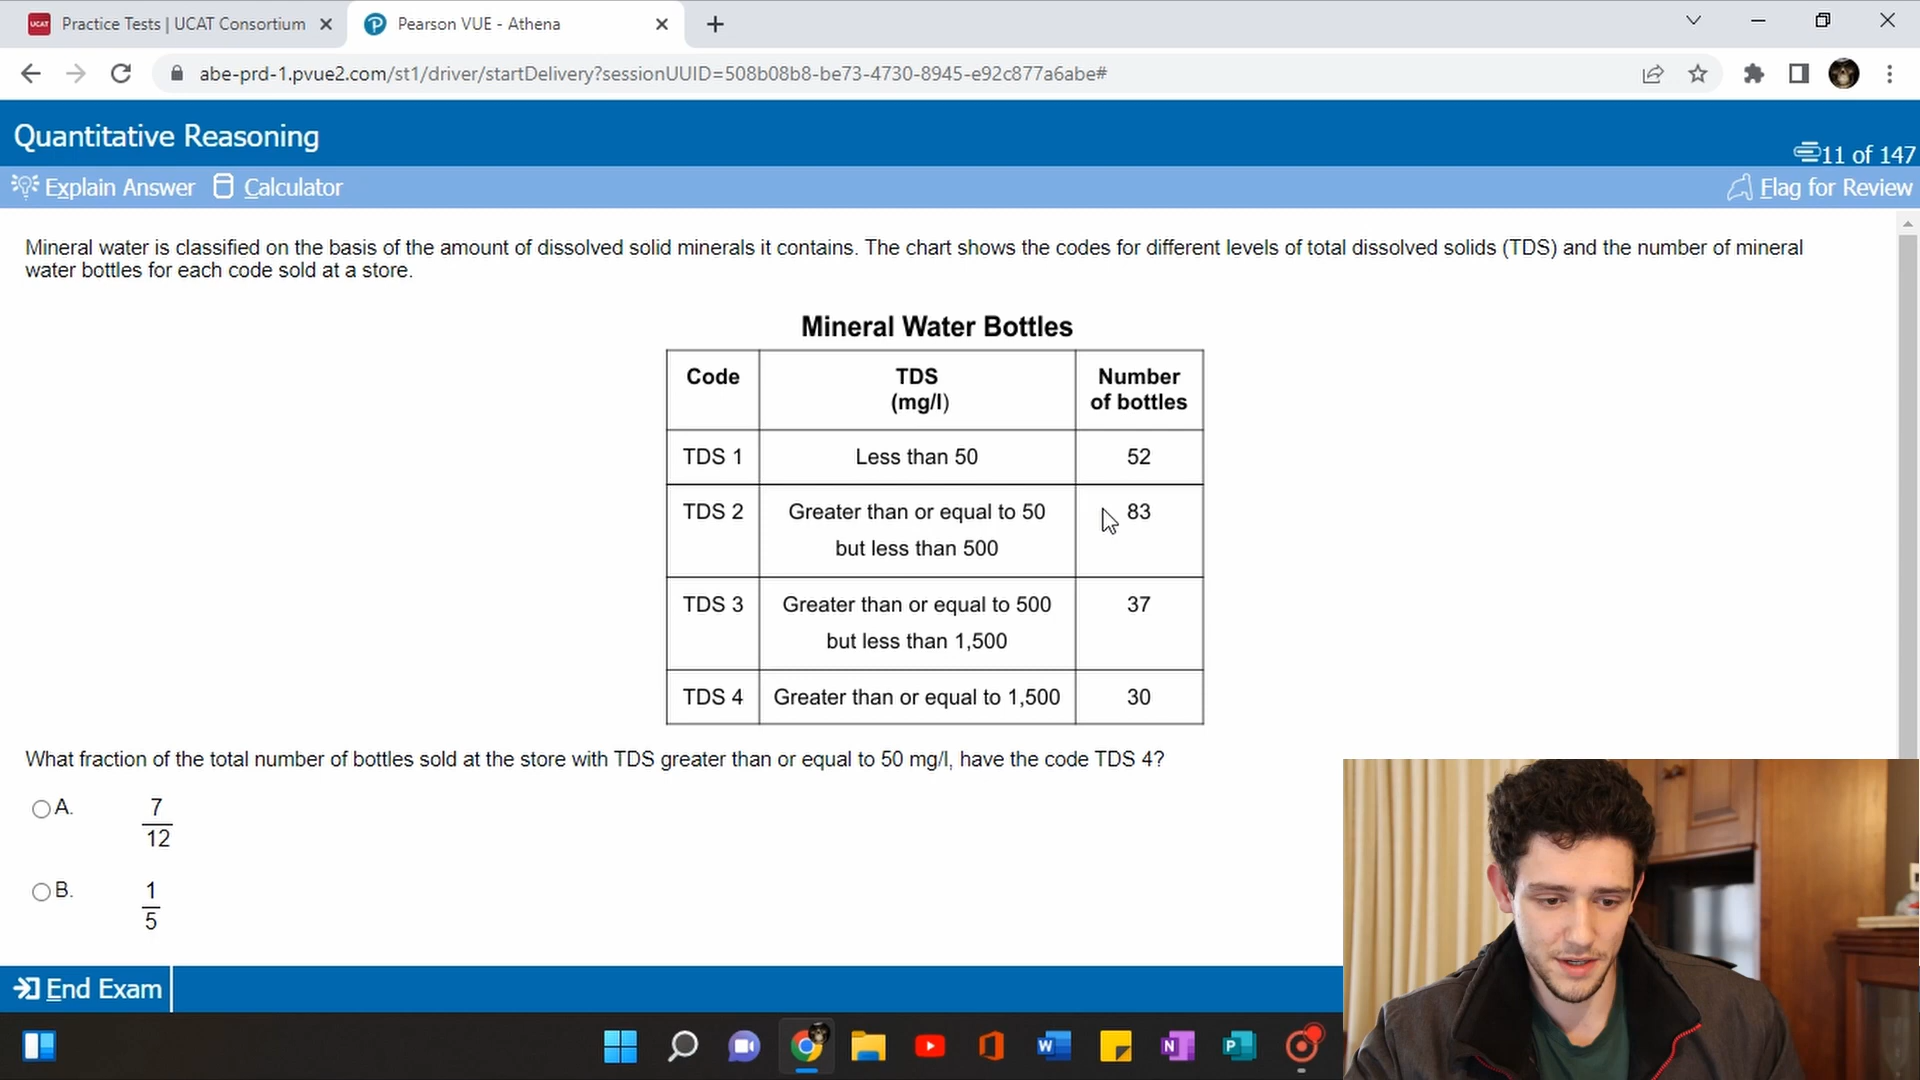 Practice Tests | UCAT Consortium
Pearson VUE - Athena
abe-prd-1.pvue2.com/st1/driver/startDelivery?sessionUUID=508b08b8-be73-4730-8945-e92c877a6abe#
Quantitative Reasoning
11 of 147
Explain Answer
Calculator
Flag for Review
Mineral water is classified on the basis of the amount of dissolved solid minerals it contains. The chart shows the codes for different levels of total dissolved solids (TDS) and the number of mineral
water bottles for each code sold at a store.
Mineral Water Bottles
Code
TDS
(mg/l)
Number
of bottles
TDS 1
Less than 50
52
TDS 2
Greater than or equal to 50
but less than 500
83
TDS 3
Greater than or equal to 500
but less than 1,500
37
TDS 4
Greater than or equal to 1,500
30
What fraction of the total number of bottles sold at the store with TDS greater than or equal to 50 mg/l, have the code TDS 4?
A.
7
12
B.
1
5
End Exam